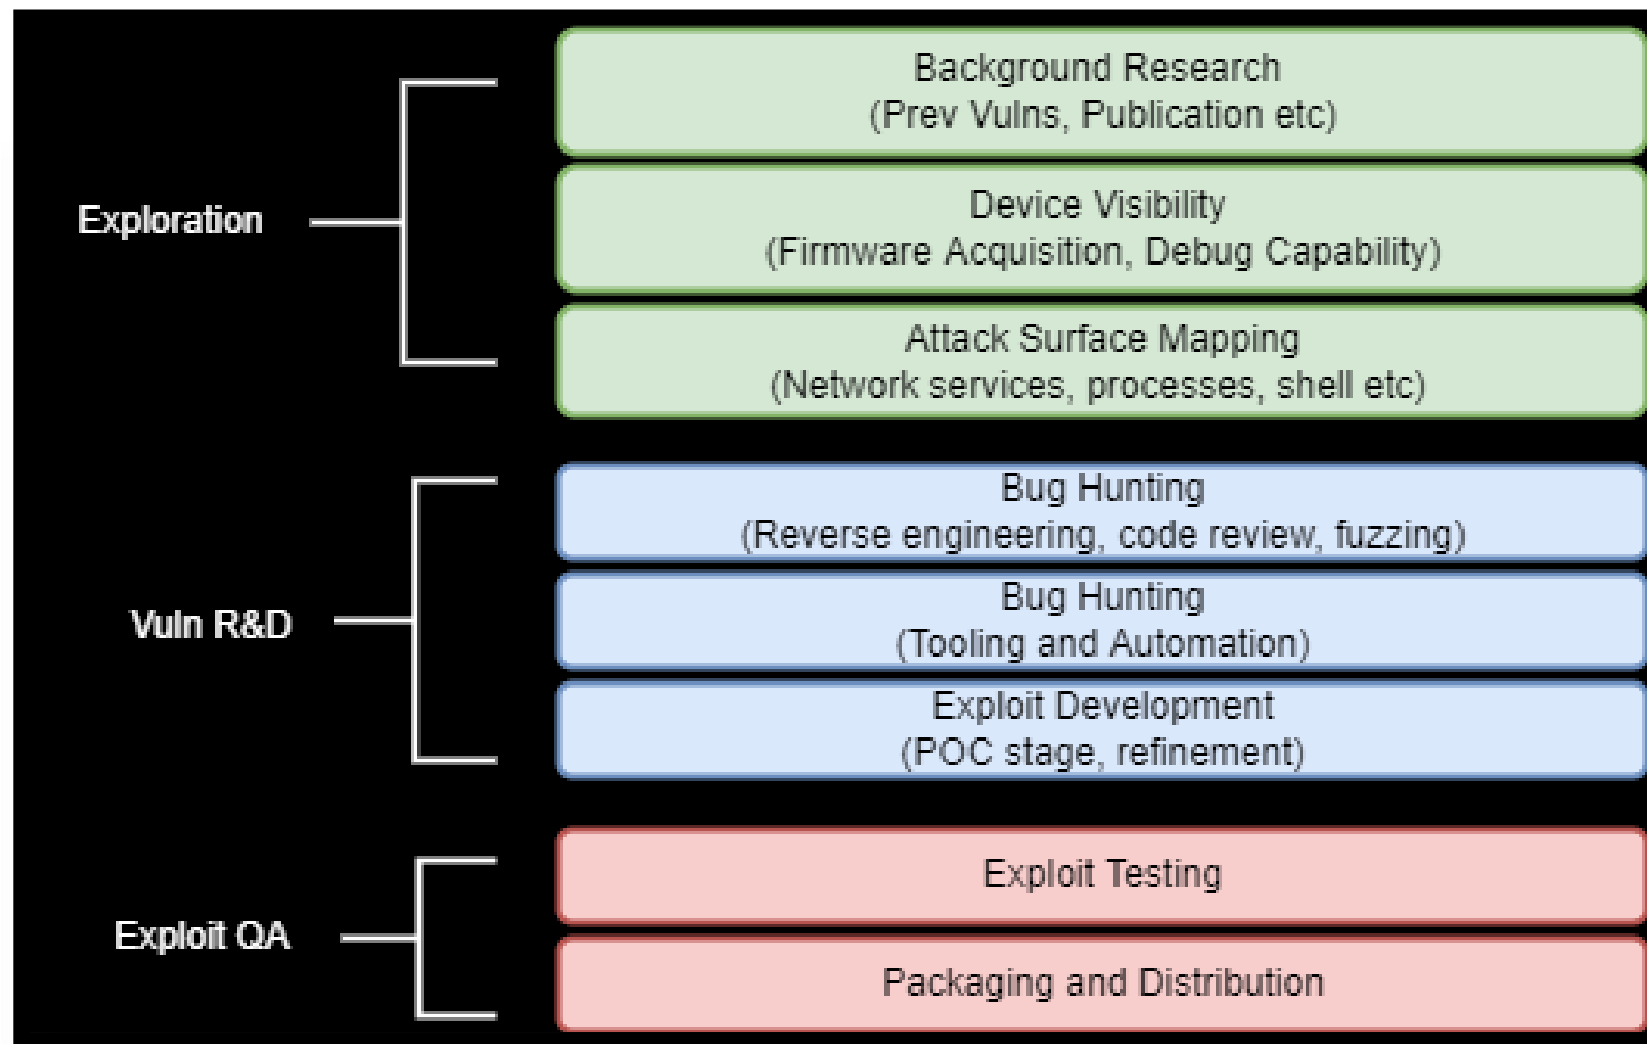 Exploration
Background Research
(Prev Vulns, Publication etc)
Device Visibility
(Firmware Acquisition, Debug Capability)
Attack Surface Mapping
(Network services, processes, shell etc)
Vuln R&D
Bug Hunting
(Reverse engineering, code review, fuzzing)
Bug Hunting
(Tooling and Automation)
Exploit Development
(POC stage, refinement)
Exploit QA
Exploit Testing
Packaging and Distribution